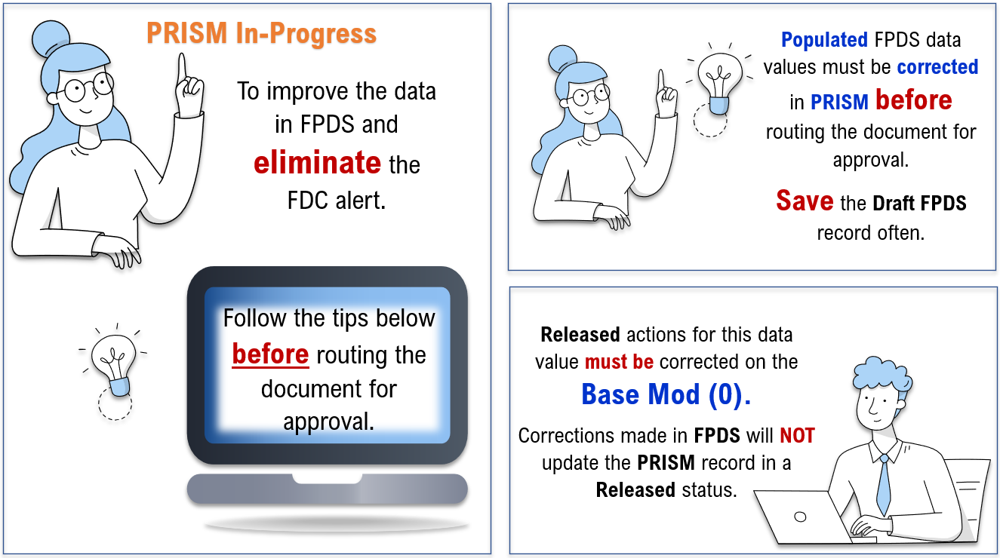 PRISM In-Progress
To improve the data
in FPDS and
eliminate the
FDC alert.
Follow the tips below
before routing the
document for
approval.
Populated FPDS data
values must be corrected
in PRISM before
routing the document for
approval.
Save the Draft FPDS
record often.
Released actions for this data
value must be corrected on the
Base Mod (0).
Corrections made in FPDS will NOT
update the PRISM record in a
Released status.